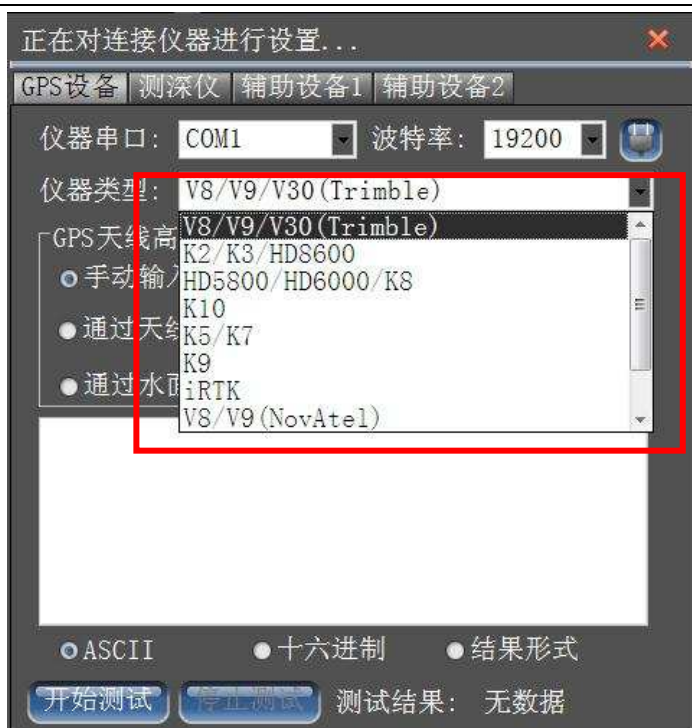 正在对连接仪器进行设置...
GPS设备 测深仪 辅助设备1 辅助设备2
仪器串口: COM1 波特率: 19200
仪器类型: V8/V9/V30(Trimble)
V8/V9/V30(Trimble)
GPS天线高
K2/K3/HD8600
手动输入
HD5800/HD6000/K8
K10
通过天线
K5/K7
K9
通过水面
iRTK
V8/V9(NovAtel)
ASCII 十六进制 结果形式
开始测试 停止测试 测试结果: 无数据